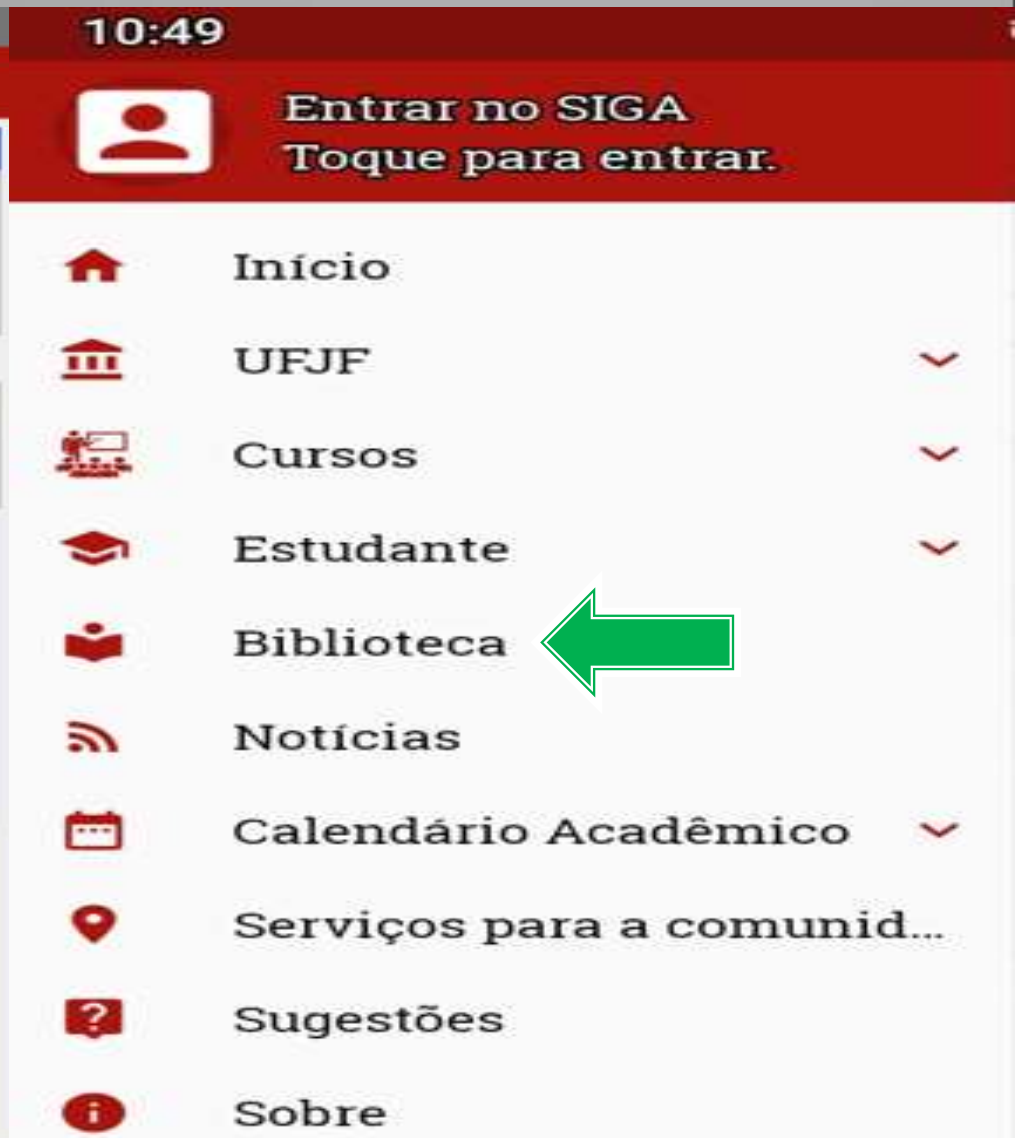 10:49
Entrar no SIGA
Toque para entrar.
Início
UFJF
Cursos
Estudante
Biblioteca
Notícias
Calendário Acadêmico
Serviços para a comunid...
Sugestões
Sobre